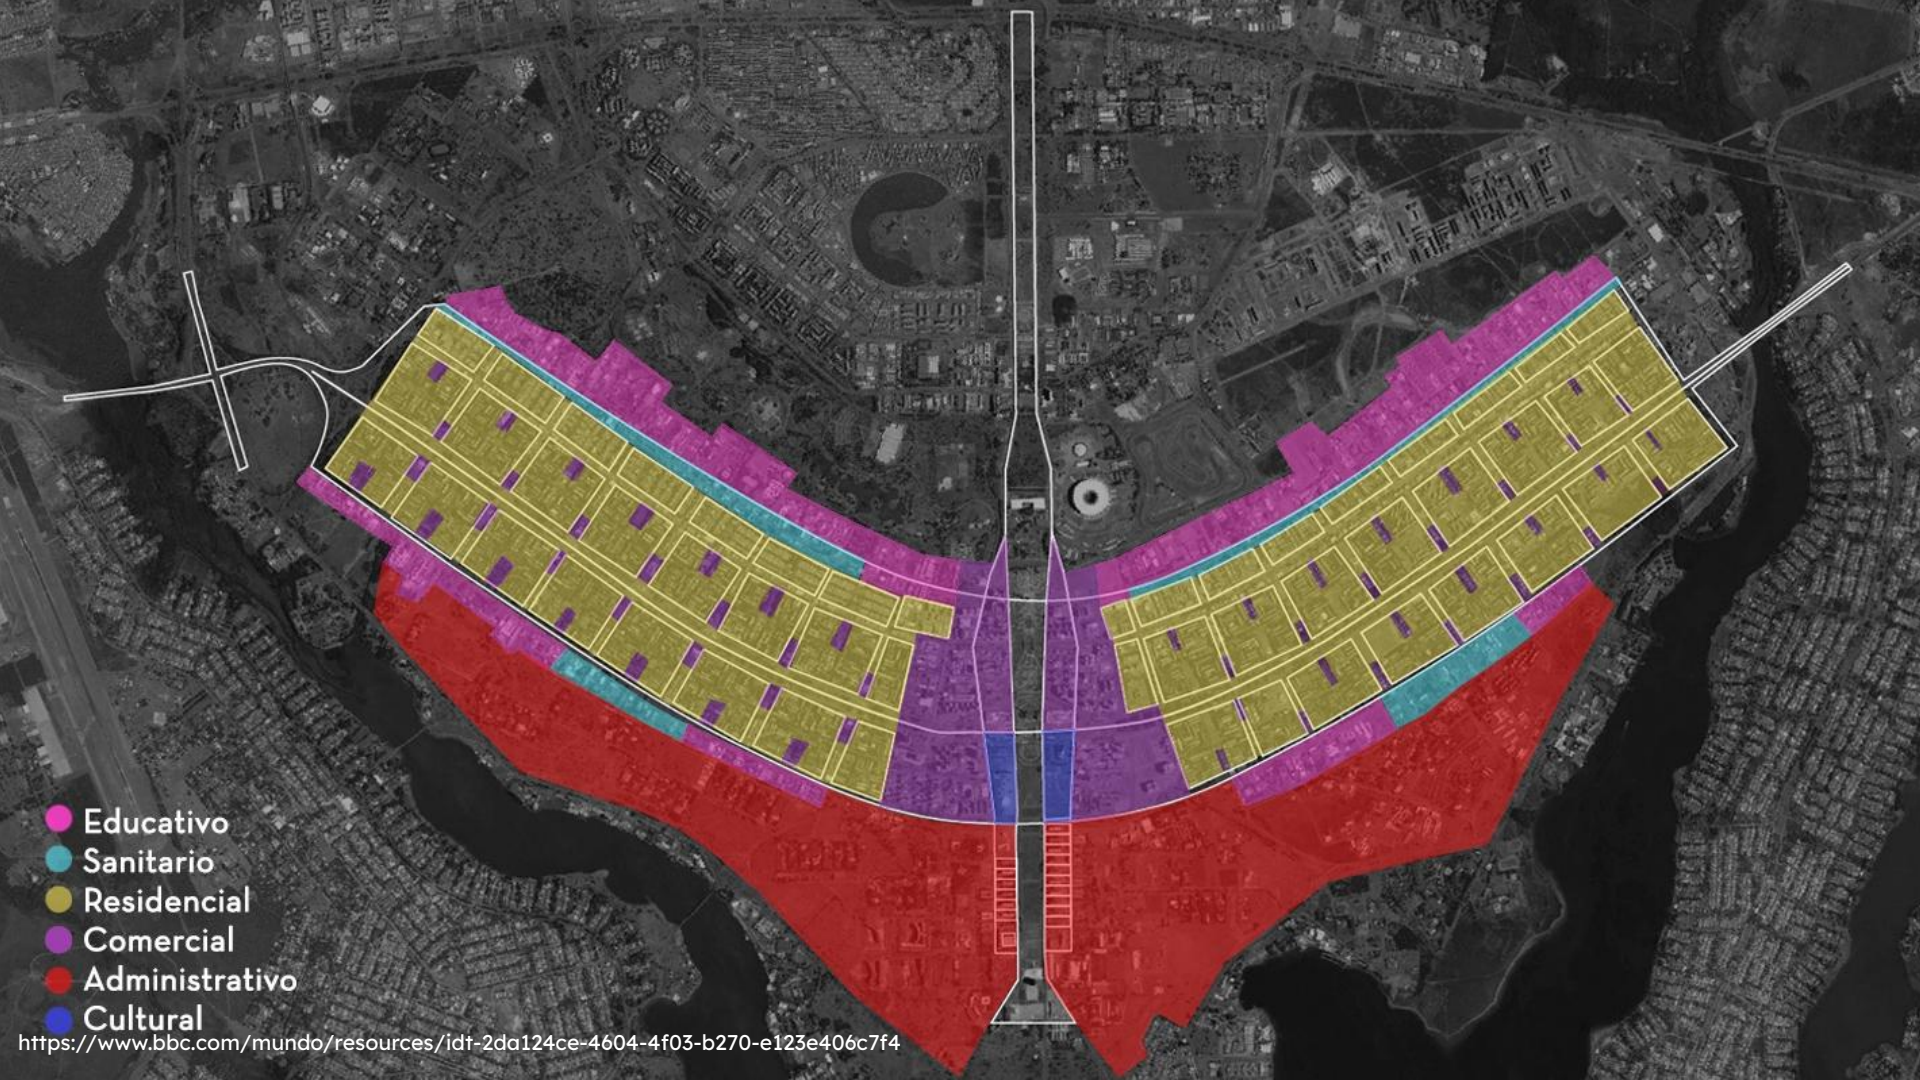 Educativo
Sanitario
Residencial
Comercial
Administrativo
Cultural
https://www.bbc.com/mundo/resources/idt-2da124ce-4604-4f03-b270-e123e406c7f4